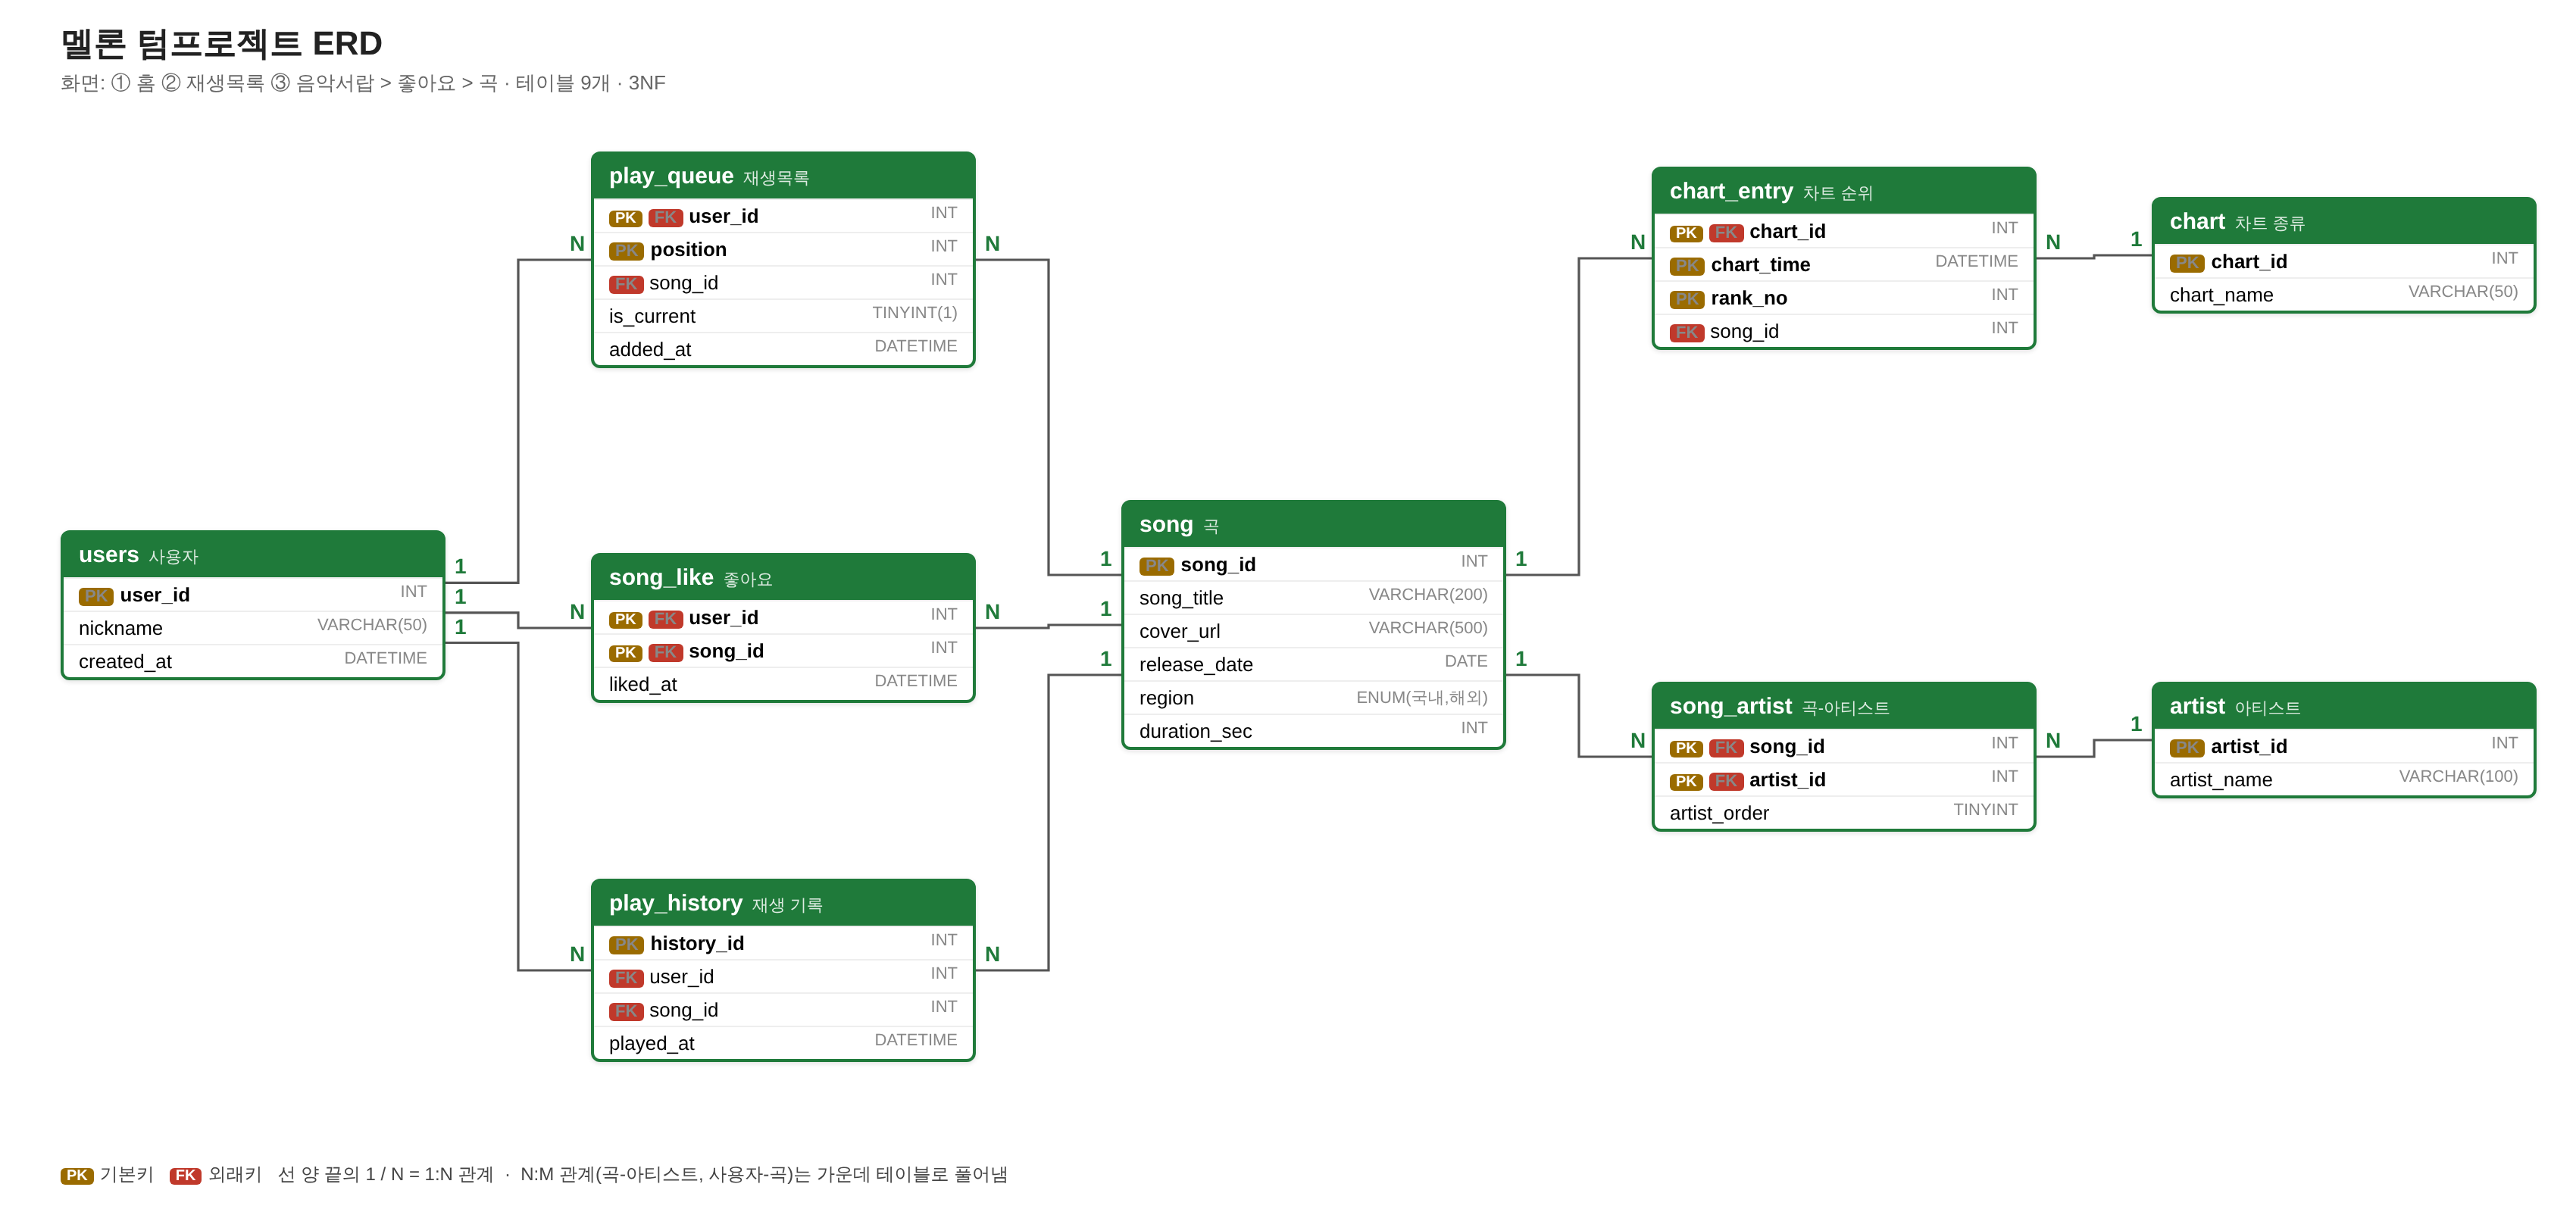 멜론 텀프로젝트 ERD
화면: ① 홈 ② 재생목록 ③ 음악서랍 > 좋아요 > 곡 · 테이블 9개 · 3NF
play_queue 재생목록
PK FK user_id INT
PK position INT
FK song_id INT
is_current TINYINT(1)
added_at DATETIME
N
N
chart_entry 차트 순위
PK FK chart_id INT
PK chart_time DATETIME
PK rank_no INT
FK song_id INT
N
N
chart 차트 종류
PK chart_id INT
chart_name VARCHAR(50)
1
users 사용자
PK user_id INT
nickname VARCHAR(50)
created_at DATETIME
1
1
1
song_like 좋아요
PK FK user_id INT
PK FK song_id INT
liked_at DATETIME
N
N
song 곡
PK song_id INT
song_title VARCHAR(200)
cover_url VARCHAR(500)
release_date DATE
region ENUM(국내,해외)
duration_sec INT
1
1
1
1
1
song_artist 곡-아티스트
PK FK song_id INT
PK FK artist_id INT
artist_order TINYINT
N
N
artist 아티스트
PK artist_id INT
artist_name VARCHAR(100)
1
play_history 재생 기록
PK history_id INT
FK user_id INT
FK song_id INT
played_at DATETIME
N
N
PK 기본키 FK 외래키 선 양 끝의 1 / N = 1:N 관계 · N:M 관계(곡-아티스트, 사용자-곡)는 가운데 테이블로 풀어냄